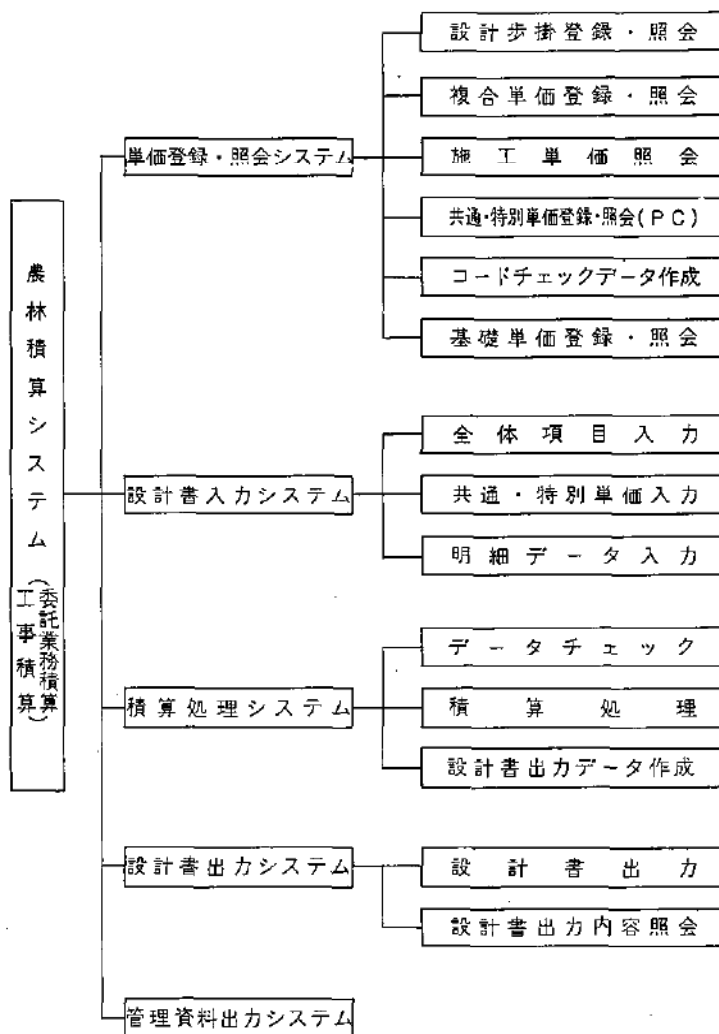 農林積算システム(委託業務積算
工事積算)
単価登録・照会システム
設計歩掛登録・照会
複合単価登録・照会
施工単価照会
共通・特別単価登録・照会(PC)
コードチェックデータ作成
基礎単価登録・照会
設計書入力システム
全体項目入力
共通・特別単価入力
明細データ入力
積算処理システム
データチェック
積算処理
設計書出力データ作成
設計書出力システム
設計書出力
設計書出力内容照会
管理資料出力システム